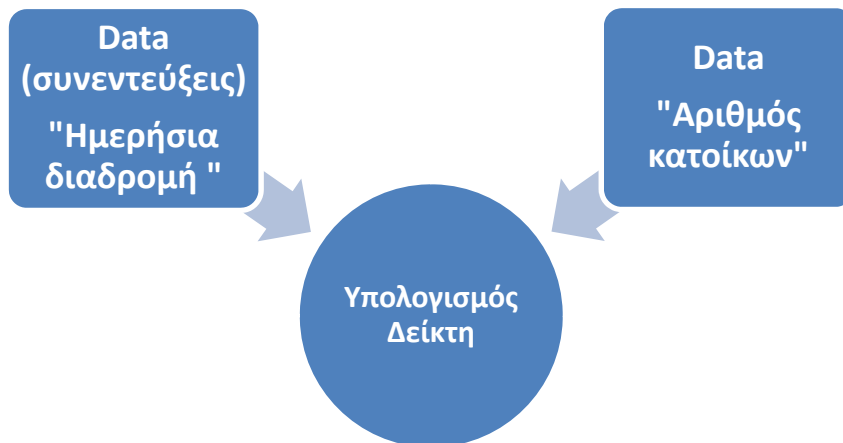 Data
(συνεντεύξεις)
"Ημερήσια
διαδρομή "
Data
"Αριθμός
κατοίκων"
Υπολογισμός
Δείκτη